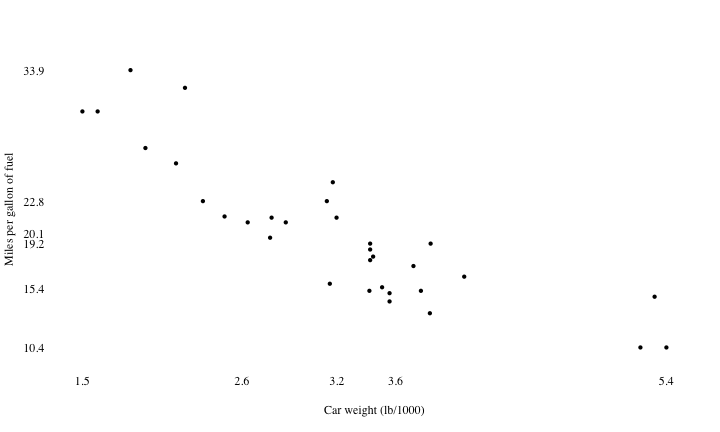 33.9
22.8
20.1
19.2
15.4
10.4
Miles per gallon of fuel
1.5 2.6 3.2 3.6 5.4
Car weight (lb/1000)